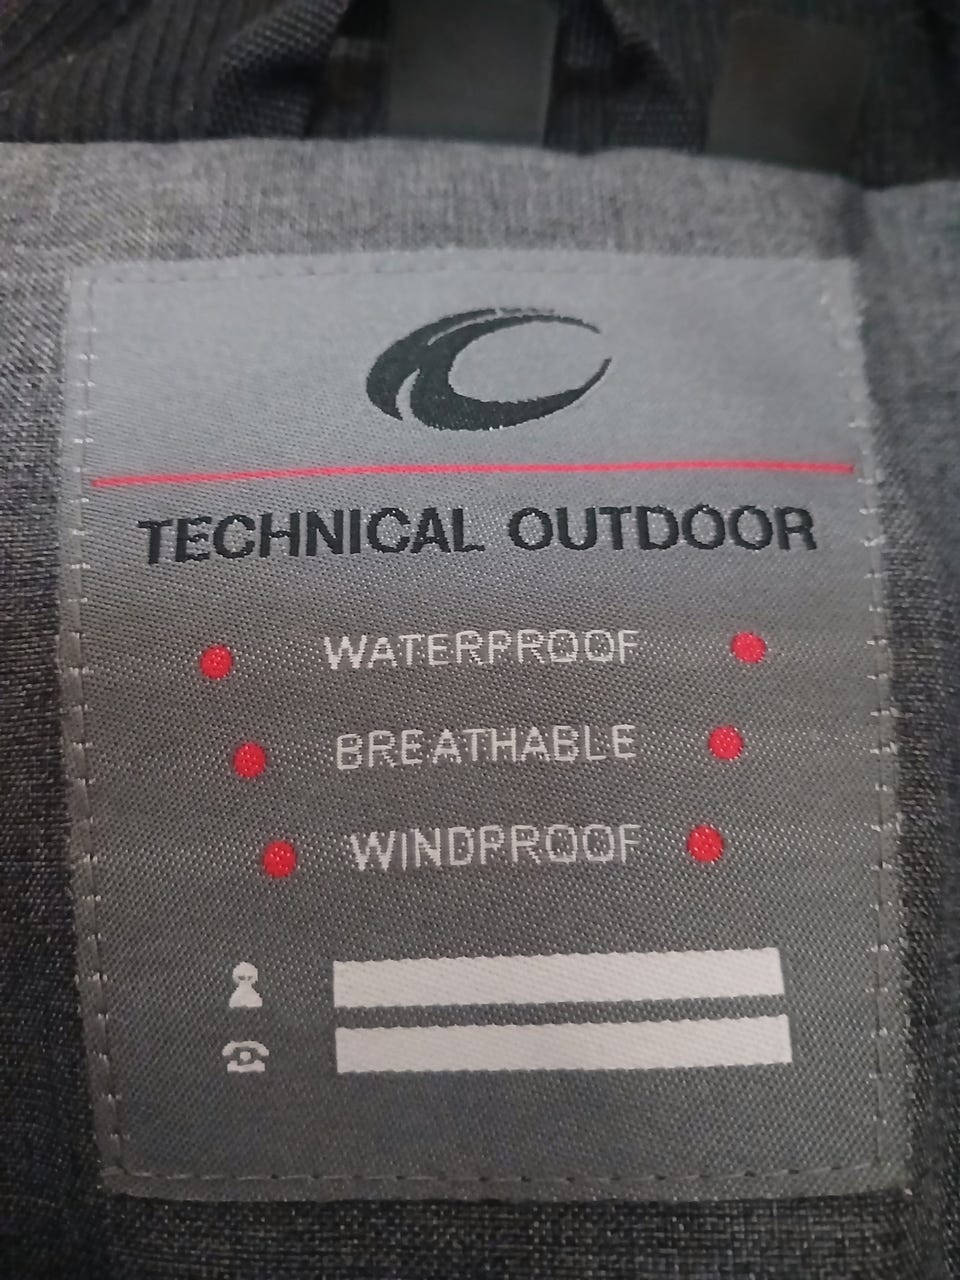 TECHNICAL OUTDOOR
WATERPROOF
BREATHABLE
WINDPROOF